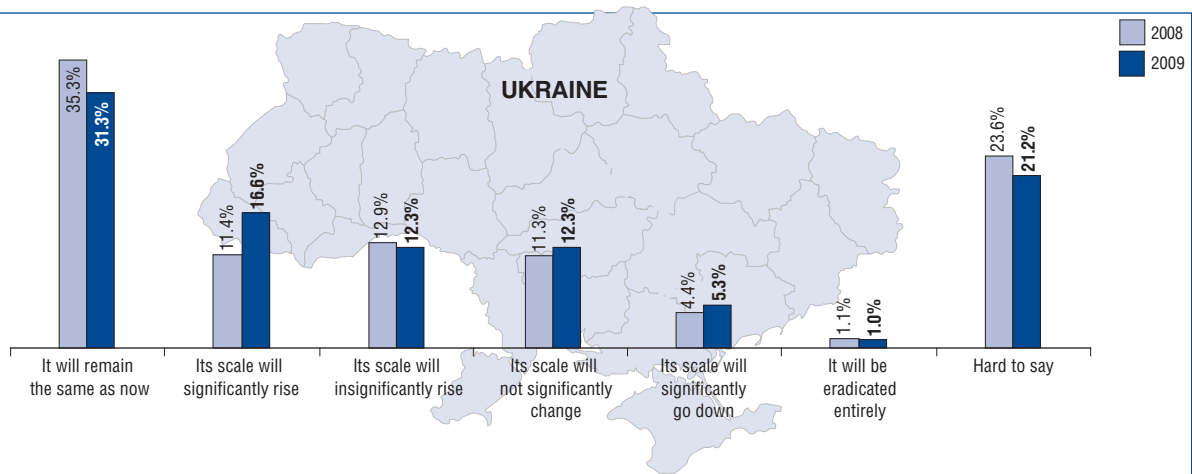 2008
2009
UKRAINE
35.3%
31.3%
11.4%
16.6%
12.9%
12.3%
11.3%
12.3%
4.4%
5.3%
1.1%
1.0%
23.6%
21.2%
It will remain
the same as now
Its scale will
significantly rise
Its scale will
insignificantly rise
Its scale will
not significantly
change
Its scale will
significantly
go down
It will be
eradicated
entirely
Hard to say